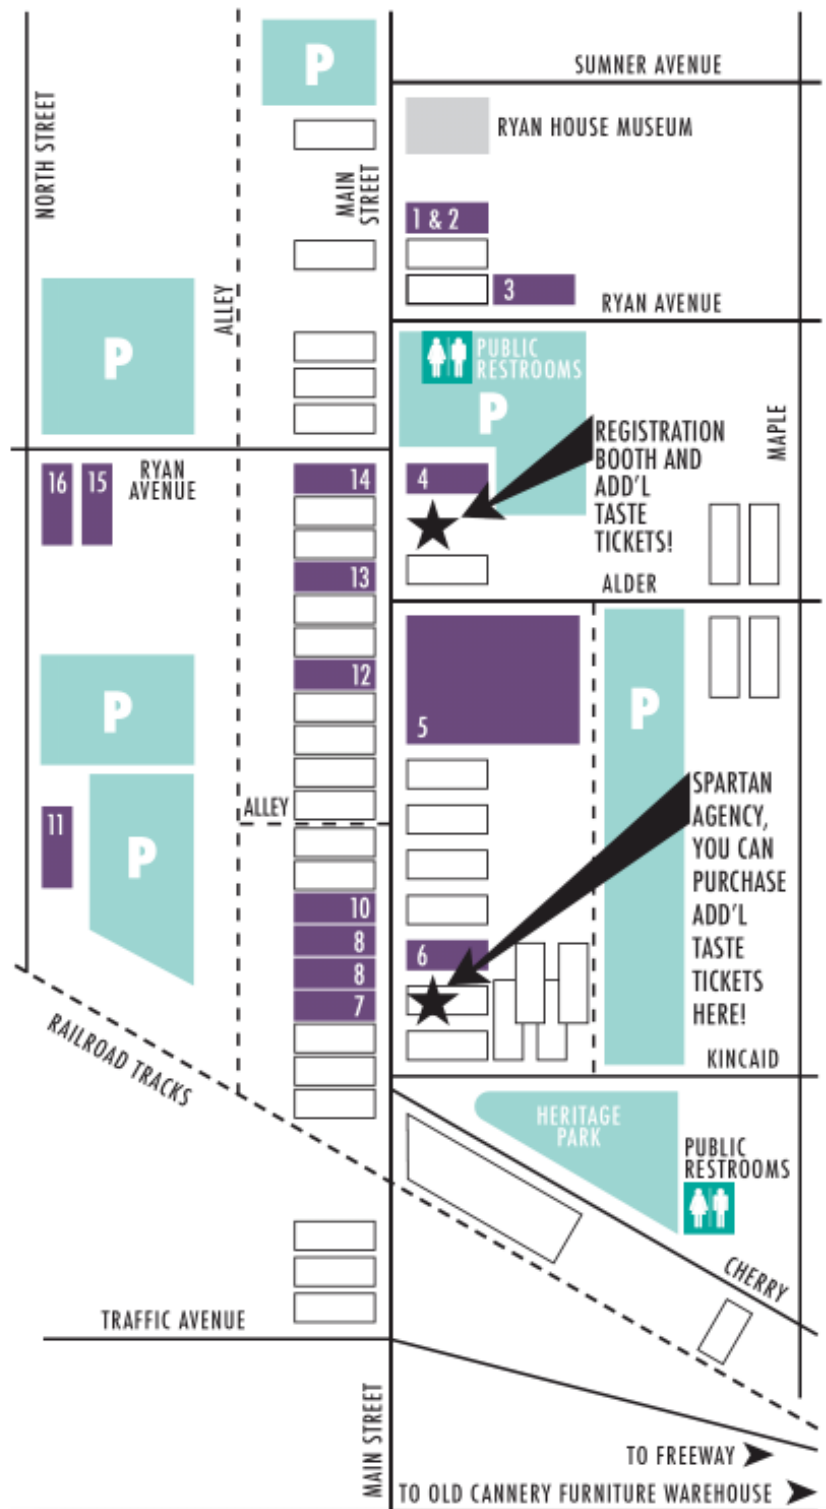 P
SUMNER AVENUE
NORTH STREET
RYAN HOUSE MUSEUM
MAIN
STREET
1 & 2
ALLEY
3
RYAN AVENUE
P
PUBLIC
RESTROOMS
P
MAPLE
REGISTRATION
BOOTH AND
ADD'L
TASTE
TICKETS!
16
15
RYAN
AVENUE
14
4
13
ALDER
12
P
5
P
SPARTAN
AGENCY,
YOU CAN
PURCHASE
ADD'L
TASTE
TICKETS
HERE!
ALLEY
11
P
10
8
8
7
6
KINCAID
RAILROAD TRACKS
HERITAGE
PARK
PUBLIC
RESTROOMS
CHERRY
TRAFFIC AVENUE
MAIN STREET
TO FREEWAY
TO OLD CANNERY FURNITURE WAREHOUSE